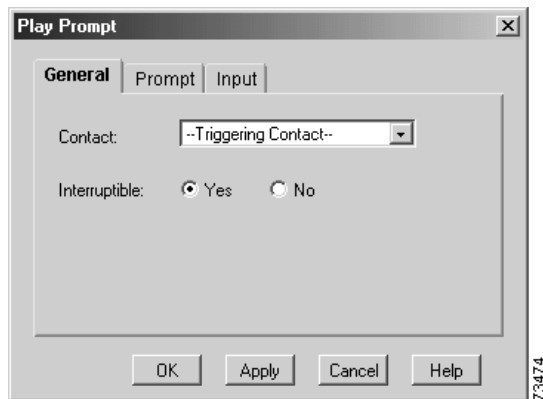 Play Prompt
General Prompt Input
Contact: --Triggering Contact--
Interruptible: Yes No
OK Apply Cancel Help
73474